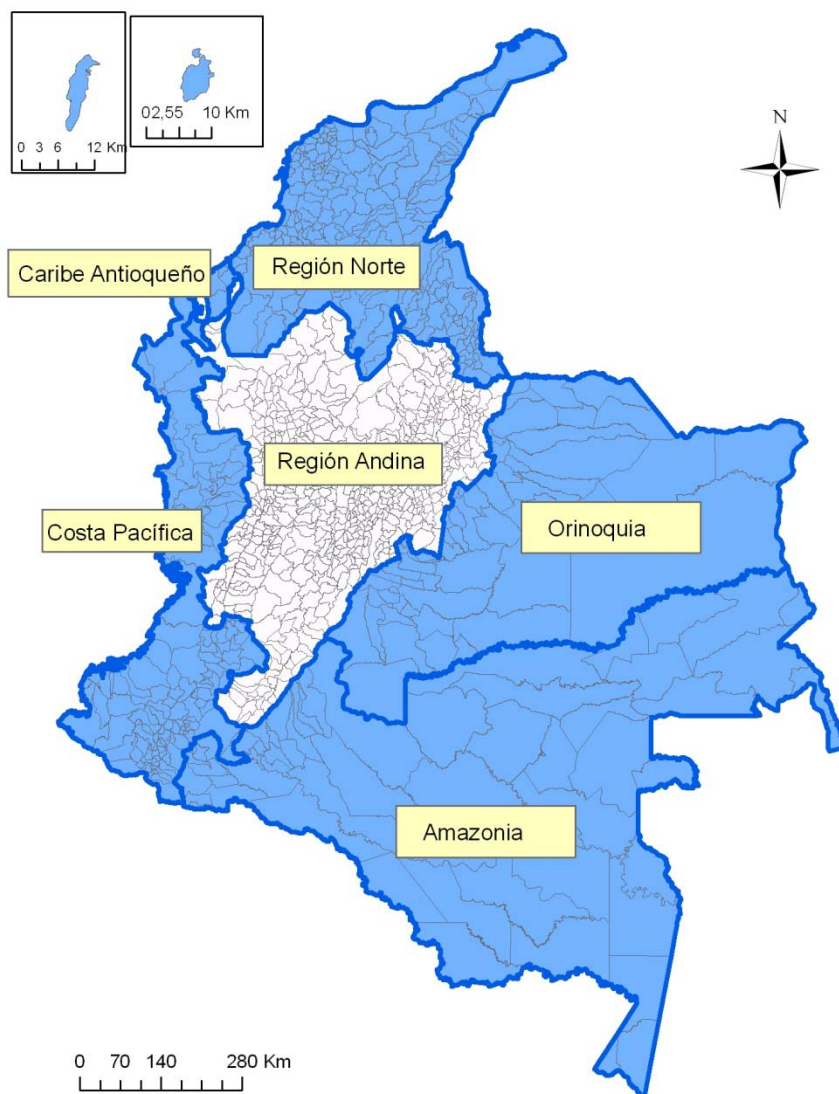 02,55 10 Km
0 3 6 12 Km
N
Caribe Antioqueño
Región Norte
Región Andina
Costa Pacífica
Orinoquia
Amazonia
0 70 140 280 Km